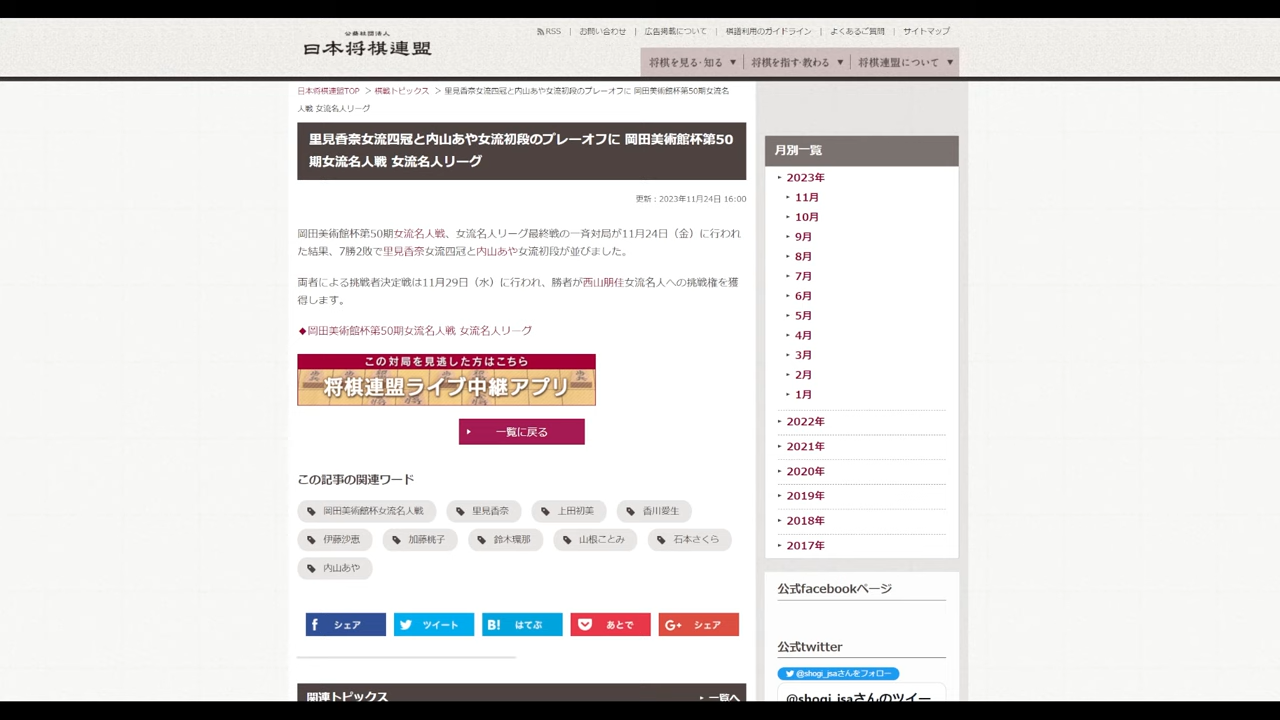 公益社団法人
日本将棋連盟
RSS | お問い合わせ | 広告掲載について | 棋譜利用のガイドライン | よくあるご質問 | サイトマップ
将棋を見る・知る ▼ 将棋を指す・教わる ▼ 将棋連盟について ▼
日本将棋連盟TOP > 棋戦トピックス > 里見香奈女流四冠と内山あや女流初段のプレーオフに 岡田美術館杯第50期女流名
人戦 女流名人リーグ
里見香奈女流四冠と内山あや女流初段のプレーオフに 岡田美術館杯第50
期女流名人戦 女流名人リーグ
更新:2023年11月24日 16:00
岡田美術館杯第50期女流名人戦、女流名人リーグ最終戦の一斉対局が11月24日(金)に行われ
た結果、7勝2敗で里見香奈女流四冠と内山あや女流初段が並びました。
両者による挑戦者決定戦は11月29日(水)に行われ、勝者が西山朋佳女流名人への挑戦権を獲
得します。
◆岡田美術館杯第50期女流名人戦 女流名人リーグ
この対局を見逃した方はこちら
将棋連盟ライブ中継アプリ
一覧に戻る
この記事の関連ワード
岡田美術館杯女流名人戦 里見香奈 上田初美 香川愛生
伊藤沙恵 加藤桃子 鈴木環那 山根ことみ 石本さくら
内山あや
シェア ツイート B! はてぶ あとで G+ シェア
関連トピックス 一覧へ
月別一覧
2023年
11月
10月
9月
8月
7月
6月
5月
4月
3月
2月
1月
2022年
2021年
2020年
2019年
2018年
2017年
公式facebookページ
公式twitter
@shogi_jsaさんをフォロー
@shogi_jsaさんのツイー